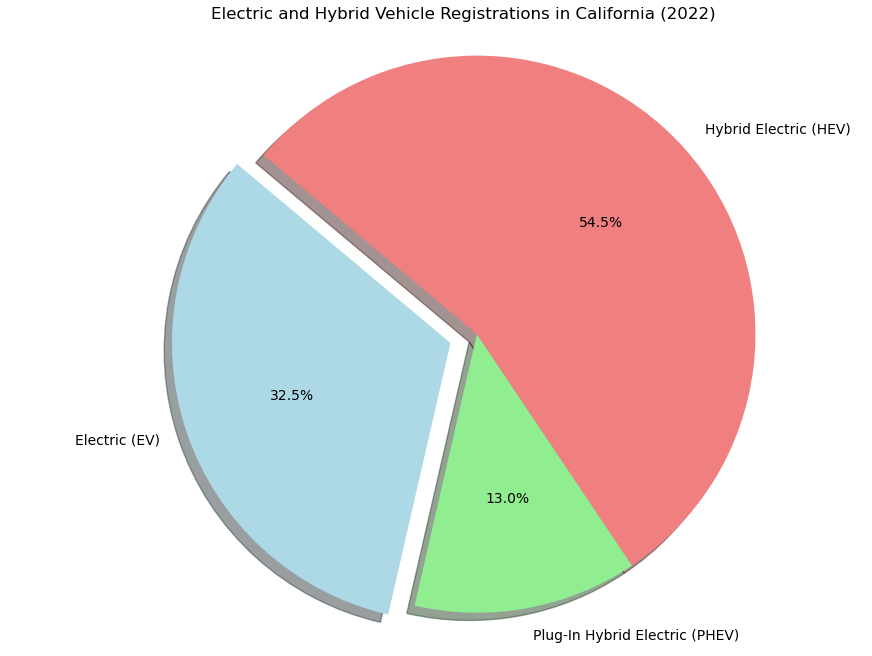 Electric and Hybrid Vehicle Registrations in California (2022)
Hybrid Electric (HEV)
54.5%
32.5%
Electric (EV)
13.0%
Plug-In Hybrid Electric (PHEV)